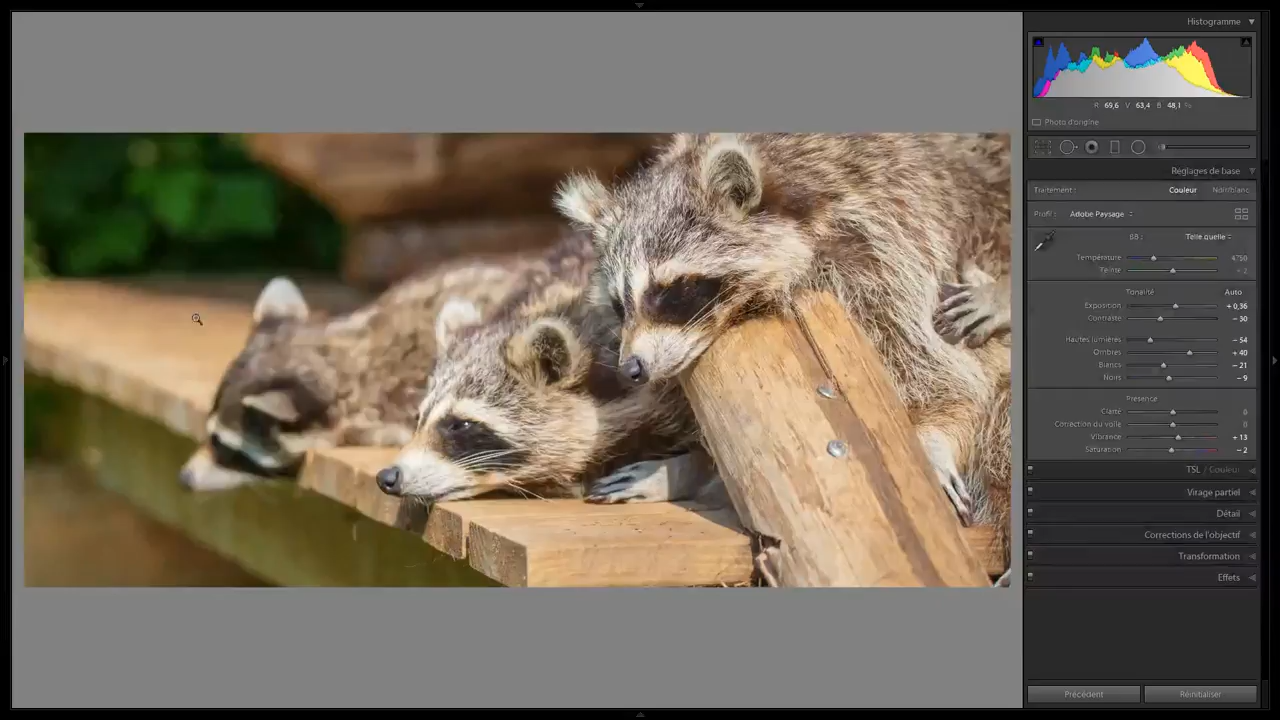 Histogramme
R 69,6 V 63,4 B 48,1 %
Photo d'origine
Réglages de base
Traitement : Couleur Noir/blanc
Profil : Adobe Paysage
BB : Telle quelle
Température 4750
Teinte
Tonalité Auto
Exposition + 0,36
Contraste – 30
Hautes lumières – 54
Ombres + 40
Blancs – 21
Noirs – 9
Présence
Clarté 0
Correction du voile 0
Vibrance + 13
Saturation – 2
TSL / Couleur
Virage partiel
Détail
Corrections de l'objectif
Transformation
Effets
Précédent Réinitialiser